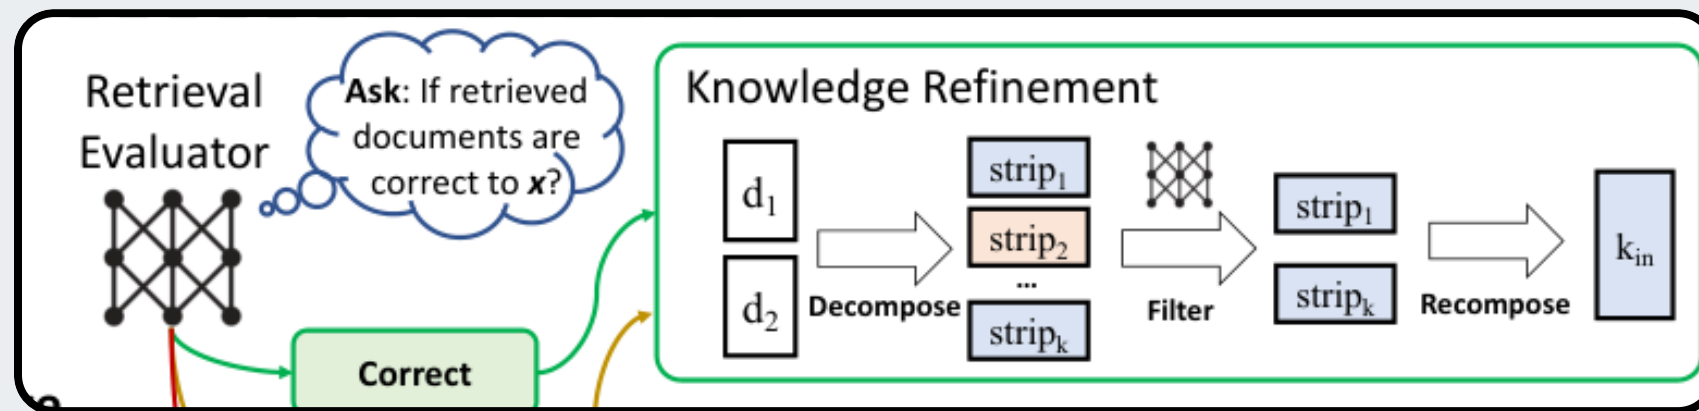 Retrieval
Evaluator
Ask: If retrieved
documents are
correct to x?
Correct
Knowledge Refinement
d₁
d₂
Decompose
strip₁
strip₂
...
stripₖ
Filter
strip₁
stripₖ
Recompose
kᵢₙ